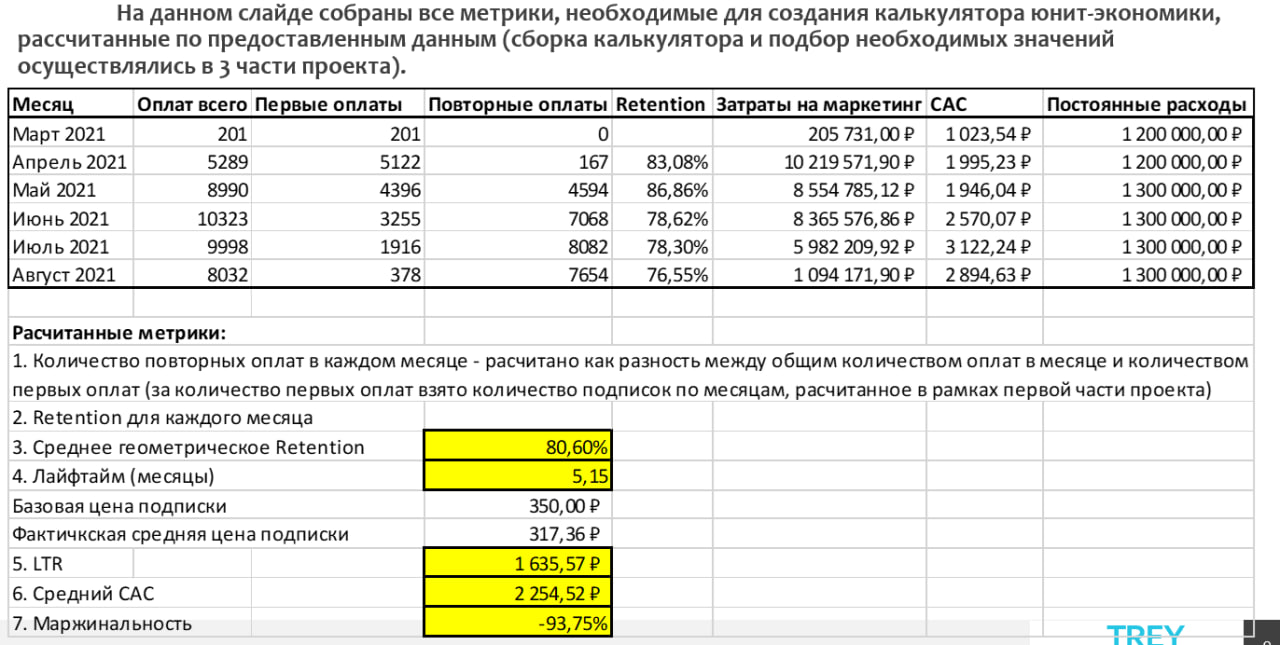 На данном слайде собраны все метрики, необходимые для создания калькулятора юнит-экономики,
рассчитанные по предоставленным данным (сборка калькулятора и подбор необходимых значений
осуществлялись в 3 части проекта).
Месяц Оплат всего Первые оплаты Повторные оплаты Retention Затраты на маркетинг CAC Постоянные расходы
Март 2021 201 201 0 205 731,00 ₽ 1 023,54 ₽ 1 200 000,00 ₽
Апрель 2021 5289 5122 167 83,08% 10 219 571,90 ₽ 1 995,23 ₽ 1 200 000,00 ₽
Май 2021 8990 4396 4594 86,86% 8 554 785,12 ₽ 1 946,04 ₽ 1 300 000,00 ₽
Июнь 2021 10323 3255 7068 78,62% 8 365 576,86 ₽ 2 570,07 ₽ 1 300 000,00 ₽
Июль 2021 9998 1916 8082 78,30% 5 982 209,92 ₽ 3 122,24 ₽ 1 300 000,00 ₽
Август 2021 8032 378 7654 76,55% 1 094 171,90 ₽ 2 894,63 ₽ 1 300 000,00 ₽
Расчитанные метрики:
1. Количество повторных оплат в каждом месяце - расчитано как разность между общим количеством оплат в месяце и количеством
первых оплат (за количество первых оплат взято количество подписок по месяцам, расчитанное в рамках первой части проекта)
2. Retention для каждого месяца
3. Среднее геометрическое Retention 80,60%
4. Лайфтайм (месяцы) 5,15
Базовая цена подписки 350,00 ₽
Фактичкская средняя цена подписки 317,36 ₽
5. LTR 1 635,57 ₽
6. Средний CAC 2 254,52 ₽
7. Маржинальность -93,75%
TREY